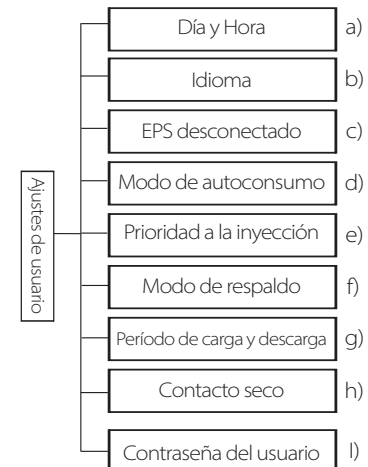 Ajustes de usuario
Día y Hora a)
Idioma b)
EPS desconectado c)
Modo de autoconsumo d)
Prioridad a la inyección e)
Modo de respaldo f)
Período de carga y descarga g)
Contacto seco h)
Contraseña del usuario l)